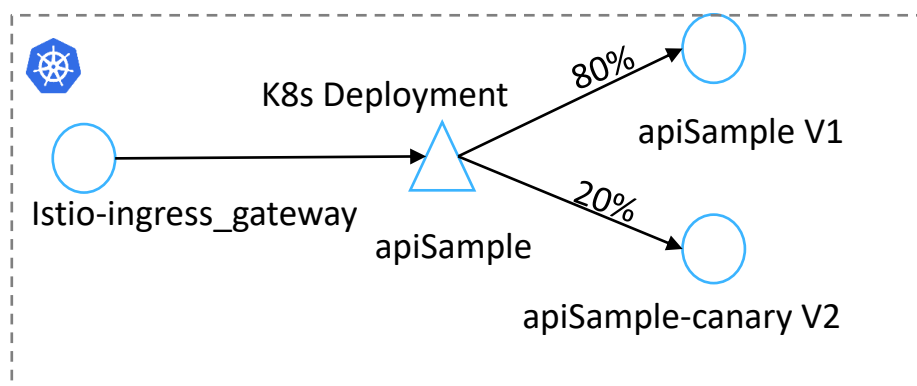 80%
K8s Deployment
apiSample V1
Istio-ingress_gateway
20%
apiSample
apiSample-canary V2